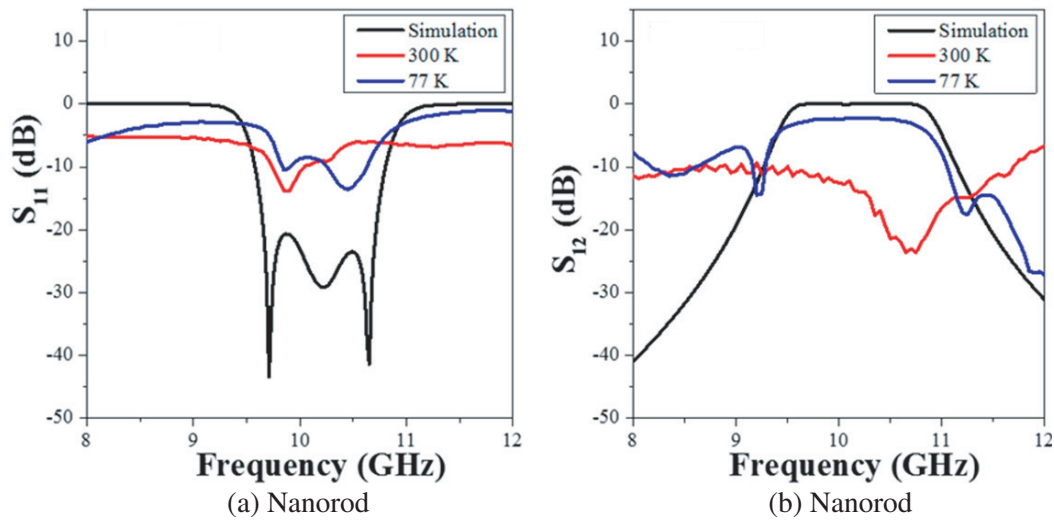 Simulation
300 K
77 K
10
0
-10
-20
-30
-40
-50
S11 (dB)
8
9
10
11
12
Frequency (GHz)
(a) Nanorod
Simulation
300 K
77 K
10
0
-10
-20
-30
-40
-50
S12 (dB)
8
9
10
11
12
Frequency (GHz)
(b) Nanorod